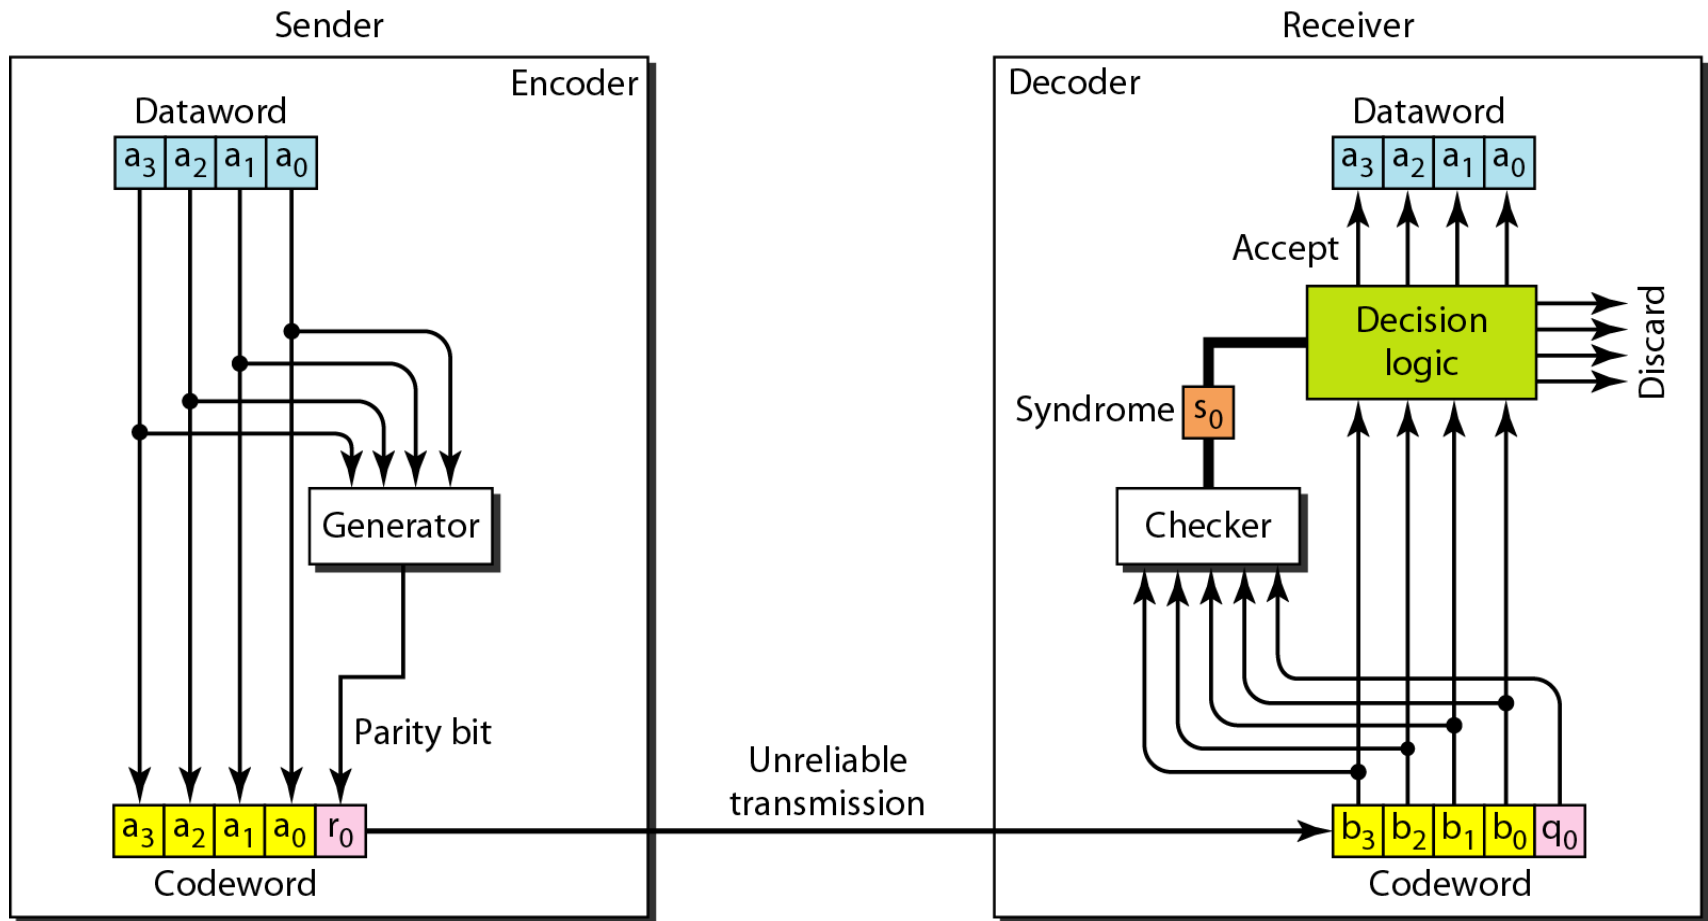 Sender
Receiver
Encoder
Decoder
Dataword
a3 a2 a1 a0
Dataword
a3 a2 a1 a0
Accept
Decision
logic
Discard
Syndrome s0
Generator
Checker
Parity bit
Unreliable
transmission
a3 a2 a1 a0 r0
Codeword
b3 b2 b1 b0 q0
Codeword